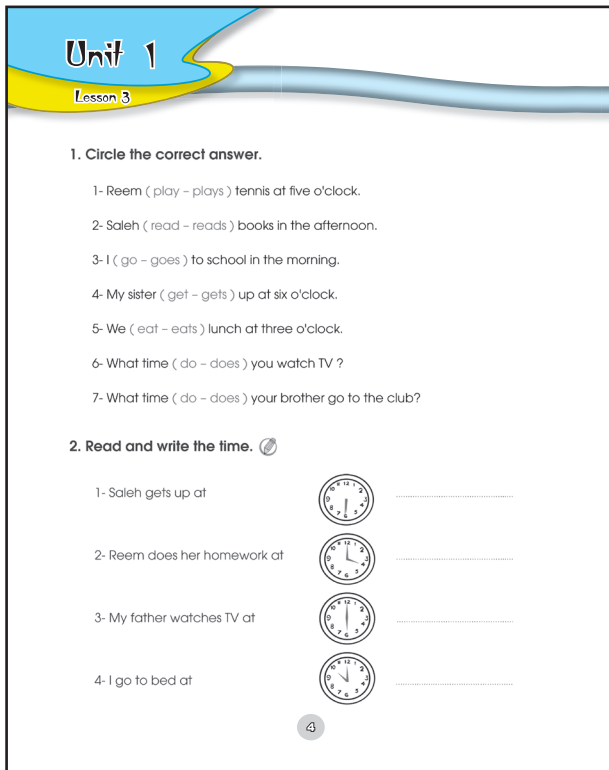 Unit 1
Lesson 3
1. Circle the correct answer.
1- Reem ( play – plays ) tennis at five o'clock.
2- Saleh ( read – reads ) books in the afternoon.
3- I ( go – goes ) to school in the morning.
4- My sister ( get – gets ) up at six o'clock.
5- We ( eat – eats ) lunch at three o'clock.
6- What time ( do – does ) you watch TV ?
7- What time ( do – does ) your brother go to the club?
2. Read and write the time.
1- Saleh gets up at
2- Reem does her homework at
3- My father watches TV at
4- I go to bed at
4